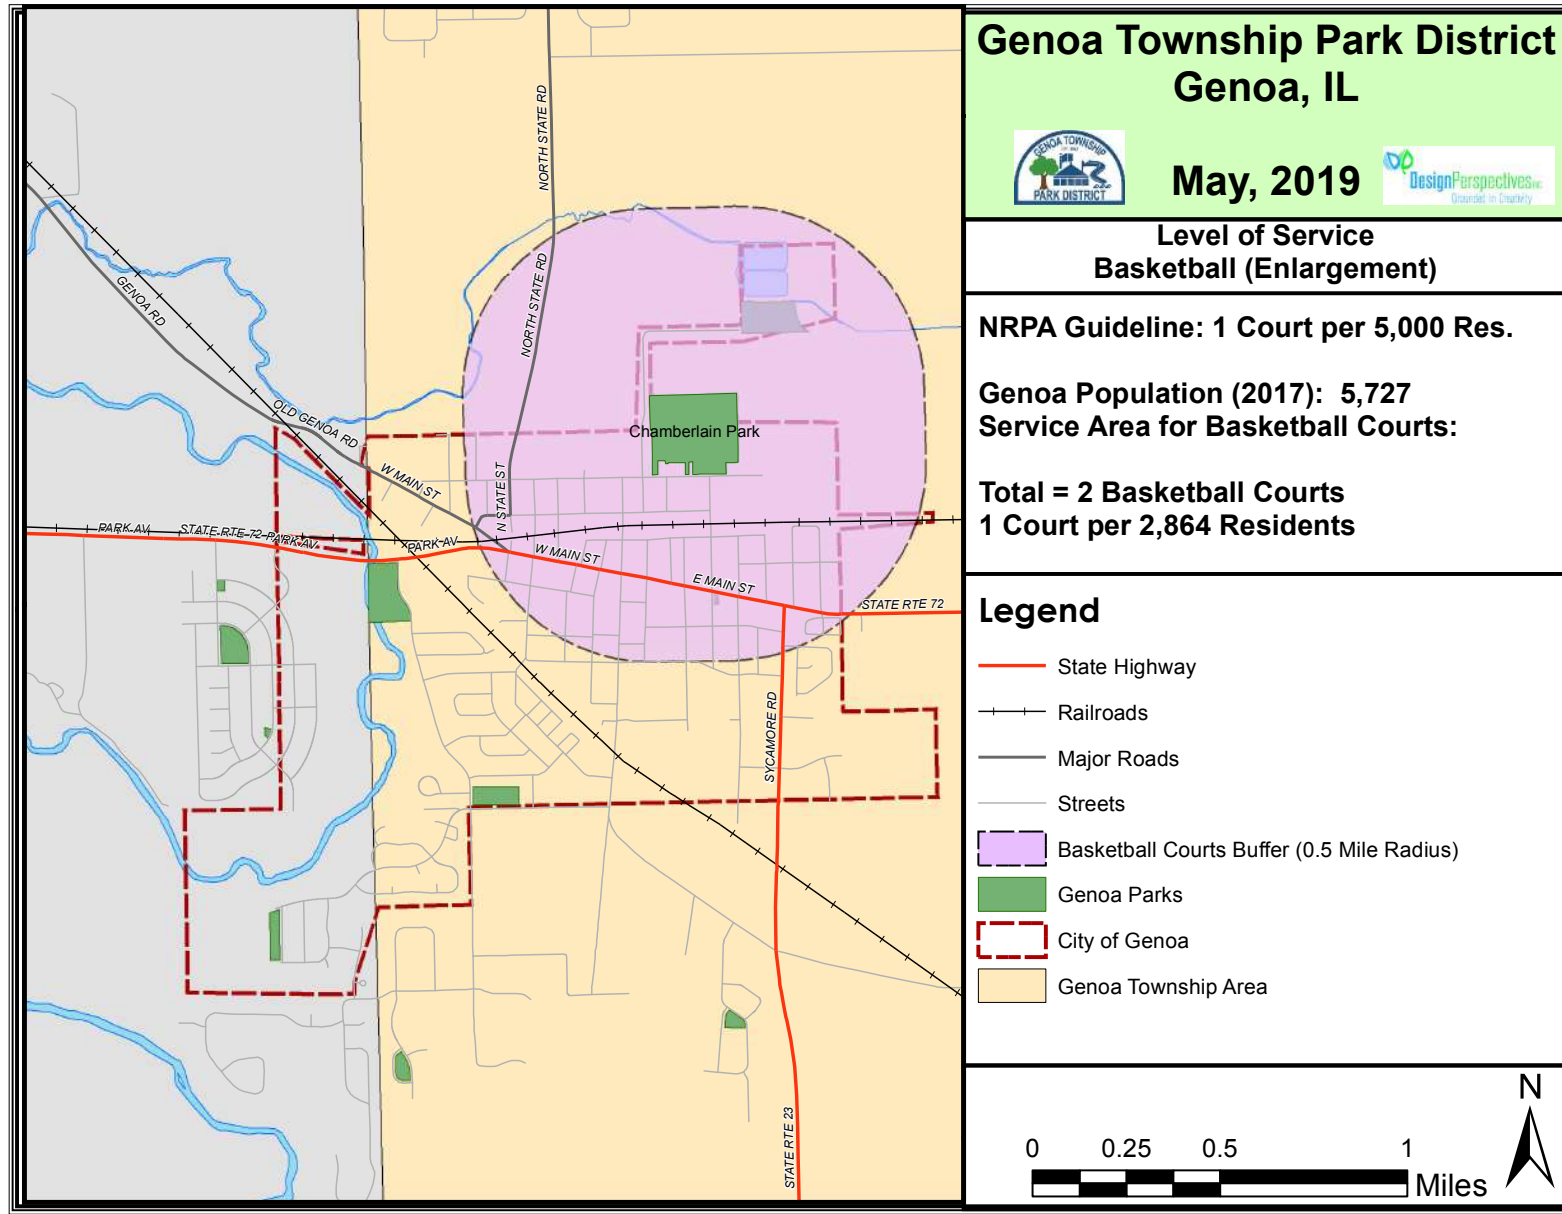 Genoa Township Park District
Genoa, IL
GENOA TOWNSHIP
PARK DISTRICT
May, 2019
DesignPerspectives
Grounded in Creativity
Level of Service
Basketball (Enlargement)
NRPA Guideline: 1 Court per 5,000 Res.
Genoa Population (2017): 5,727
Service Area for Basketball Courts:
Total = 2 Basketball Courts
1 Court per 2,864 Residents
Legend
State Highway
Railroads
Major Roads
Streets
Basketball Courts Buffer (0.5 Mile Radius)
Genoa Parks
City of Genoa
Genoa Township Area
N
0 0.25 0.5 1
Miles
NORTH STATE RD
NORTH STATE RD
GENOA RD
OLD GENOA RD
W MAIN ST
N STATE ST
Chamberlain Park
PARK AV
STATE RTE 72 PARK AV
PARK AV
W MAIN ST
E MAIN ST
STATE RTE 72
SYCAMORE RD
STATE RTE 23